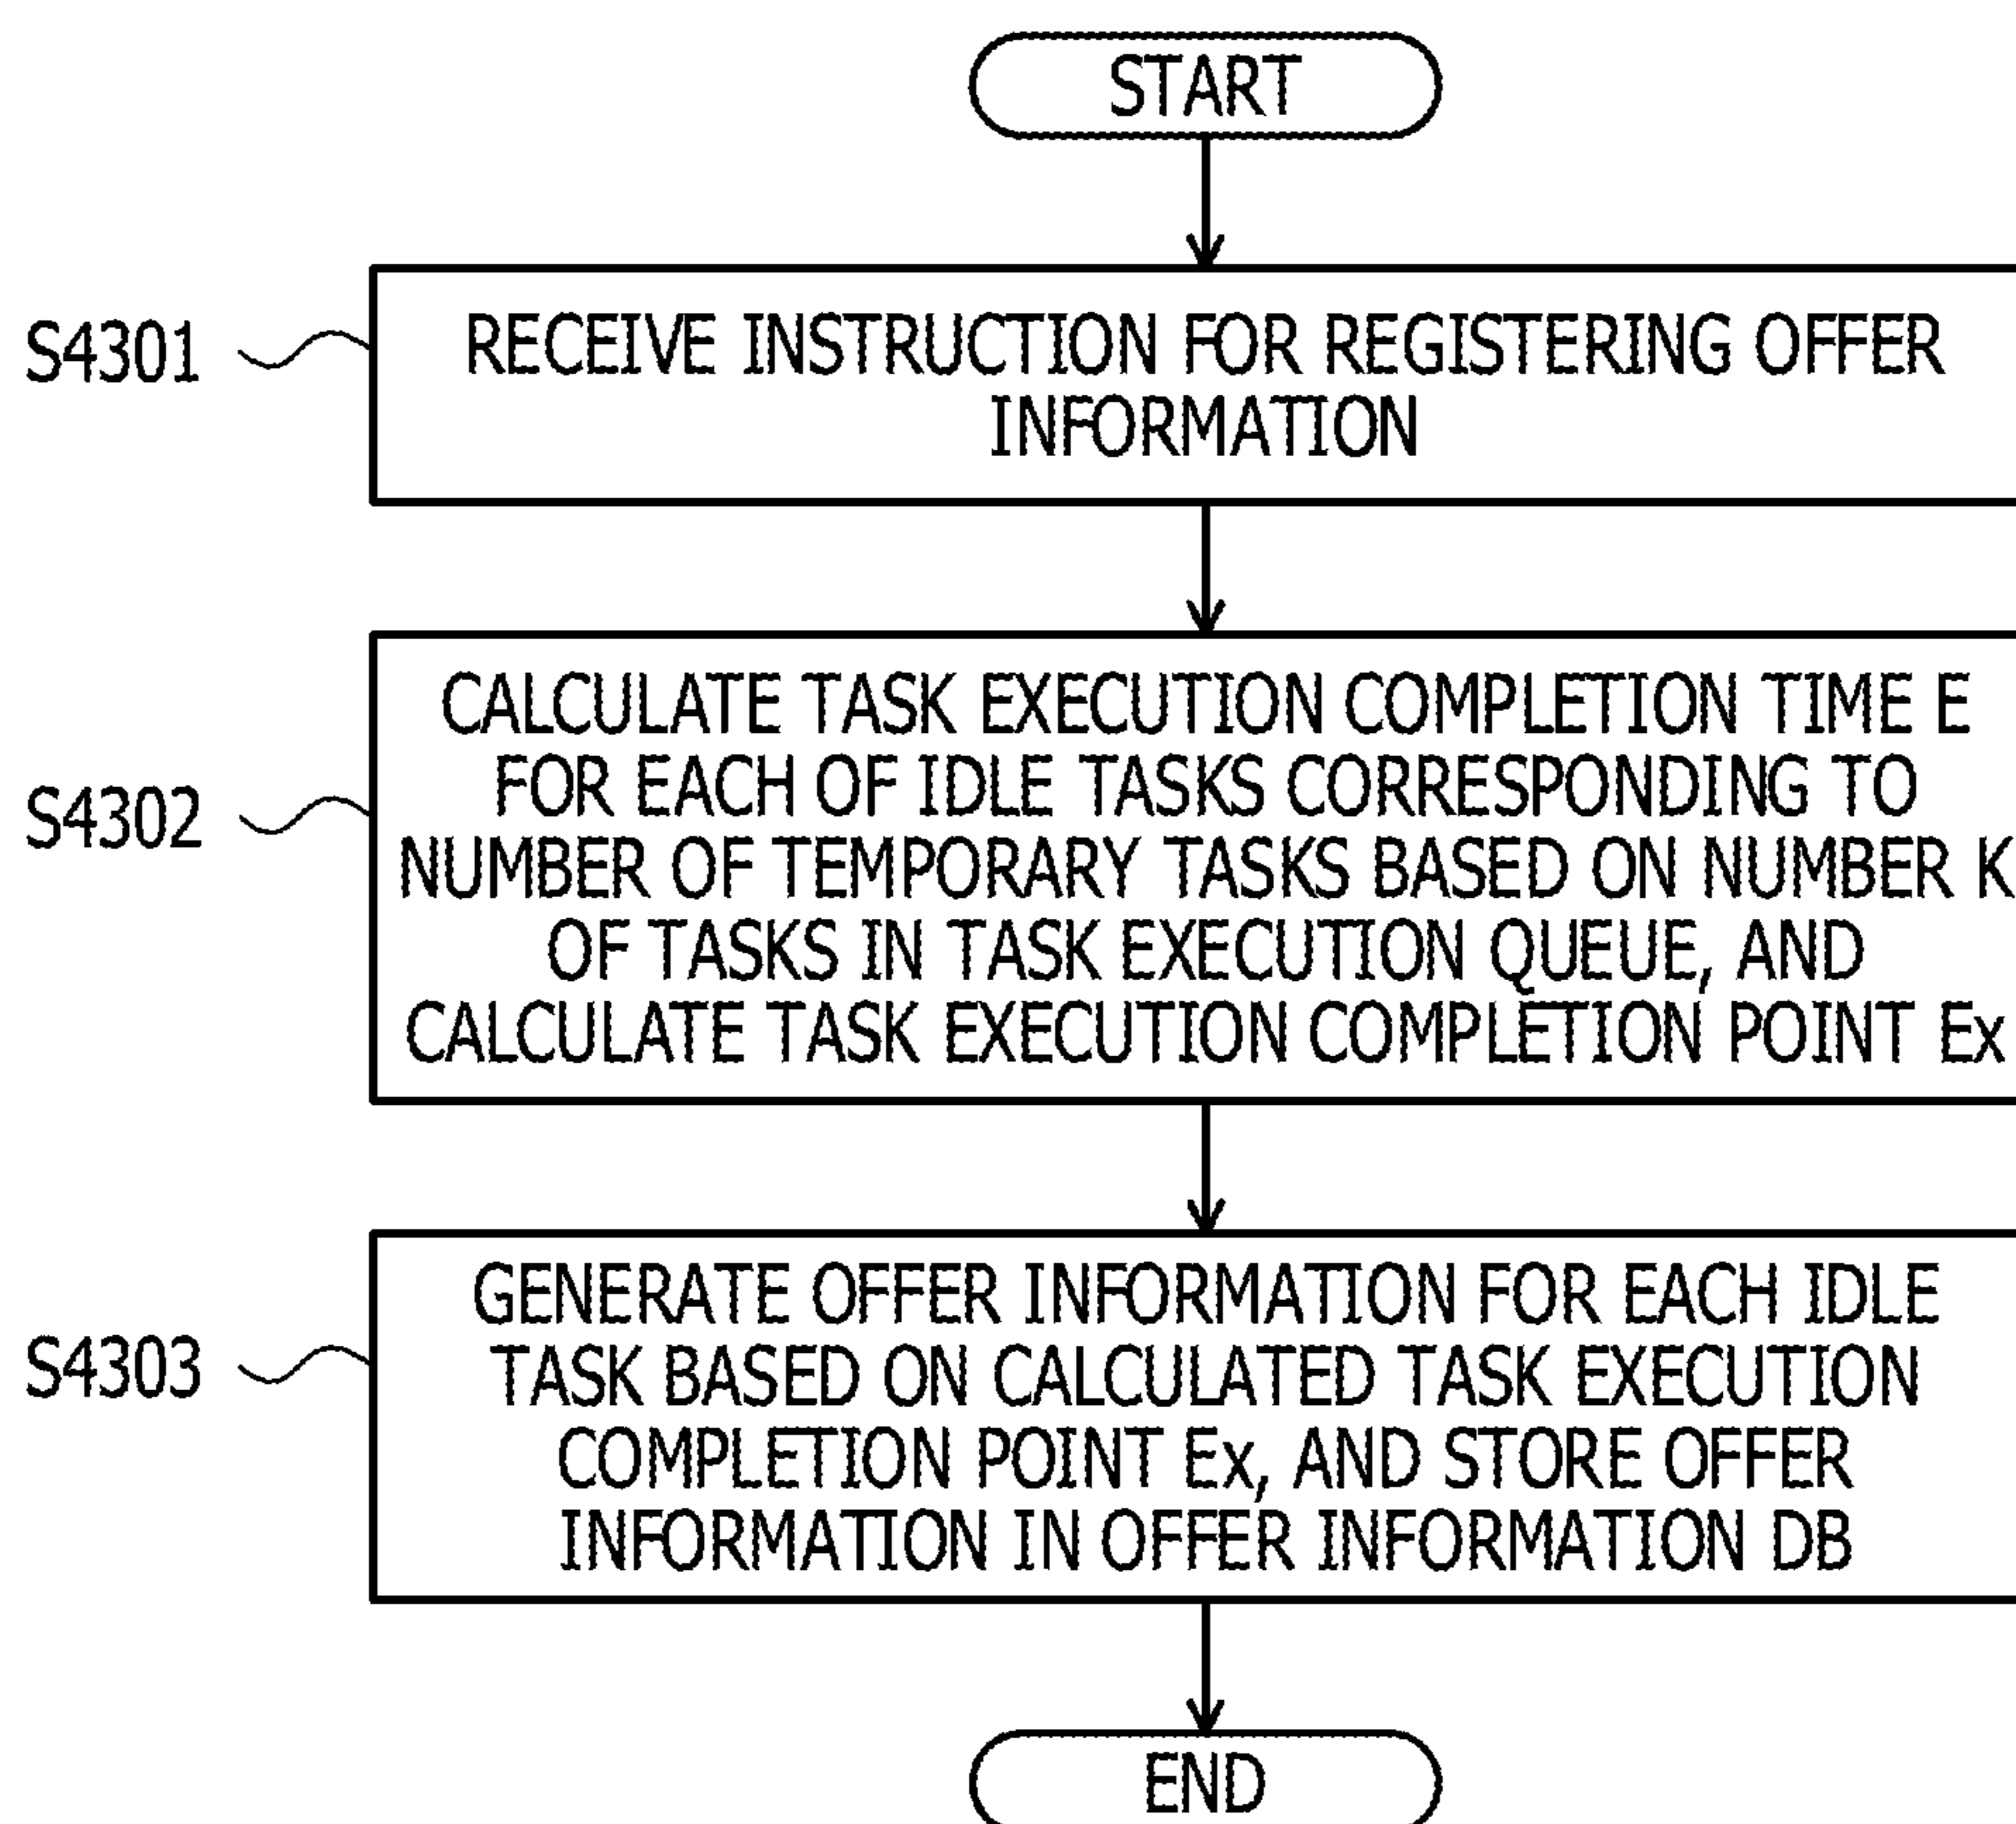 START
S4301
RECEIVE INSTRUCTION FOR REGISTERING OFFER
INFORMATION
S4302
CALCULATE TASK EXECUTION COMPLETION TIME E
FOR EACH OF IDLE TASKS CORRESPONDING TO
NUMBER OF TEMPORARY TASKS BASED ON NUMBER K
OF TASKS IN TASK EXECUTION QUEUE, AND
CALCULATE TASK EXECUTION COMPLETION POINT Ex
S4303
GENERATE OFFER INFORMATION FOR EACH IDLE
TASK BASED ON CALCULATED TASK EXECUTION
COMPLETION POINT Ex, AND STORE OFFER
INFORMATION IN OFFER INFORMATION DB
END